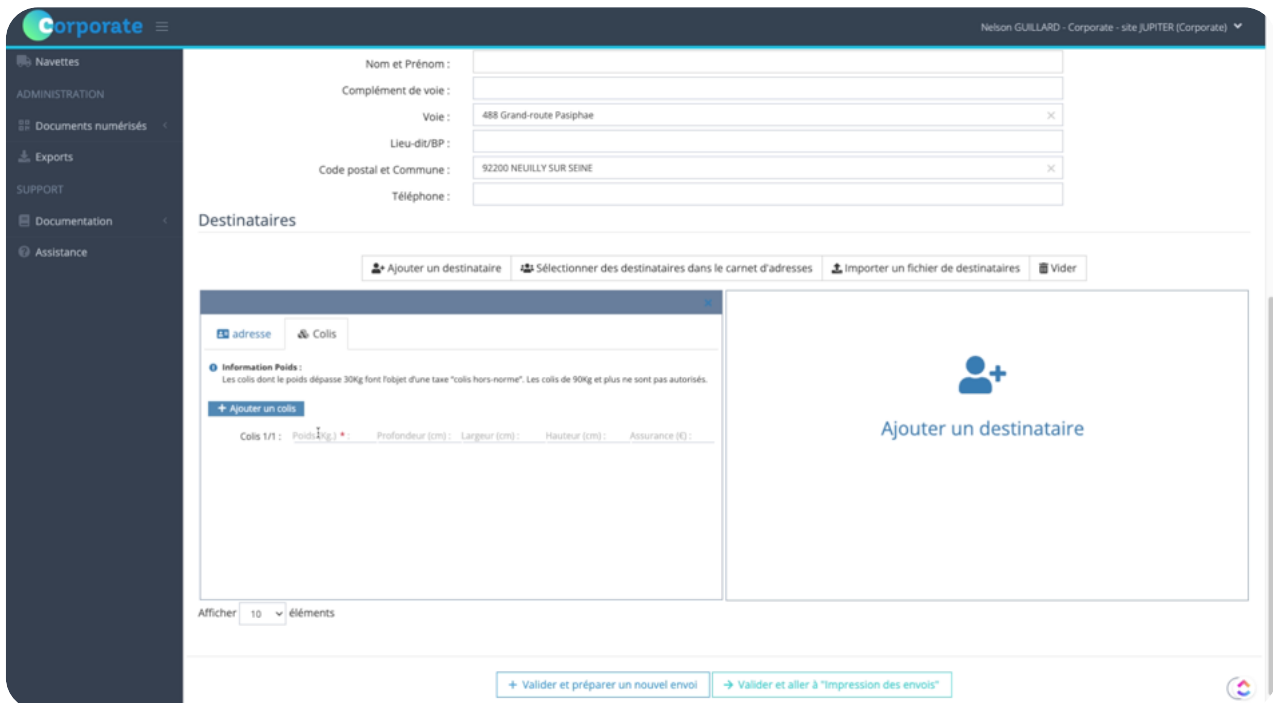 Corporate
Nelson GUILLARD - Corporate - site JUPITER (Corporate)
Navettes
ADMINISTRATION
Documents numérisés
Exports
SUPPORT
Documentation
Assistance
Nom et Prénom :
Complément de voie :
Voie : 488 Grand-route Pasiphae
Lieu-dit/BP :
Code postal et Commune : 92200 NEUILLY SUR SEINE
Téléphone :
Destinataires
Ajouter un destinataire Sélectionner des destinataires dans le carnet d'adresses Importer un fichier de destinataires Vider
adresse Colis
Information Poids :
Les colis dont le poids dépasse 30Kg font l'objet d'une taxe "colis hors-norme". Les colis de 90Kg et plus ne sont pas autorisés.
+ Ajouter un colis
Colis 1/1 : Poids (Kg.) * : Profondeur (cm) : Largeur (cm) : Hauteur (cm) : Assurance (€) :
Ajouter un destinataire
Afficher 10 éléments
+ Valider et préparer un nouvel envoi
→ Valider et aller à "Impression des envois"